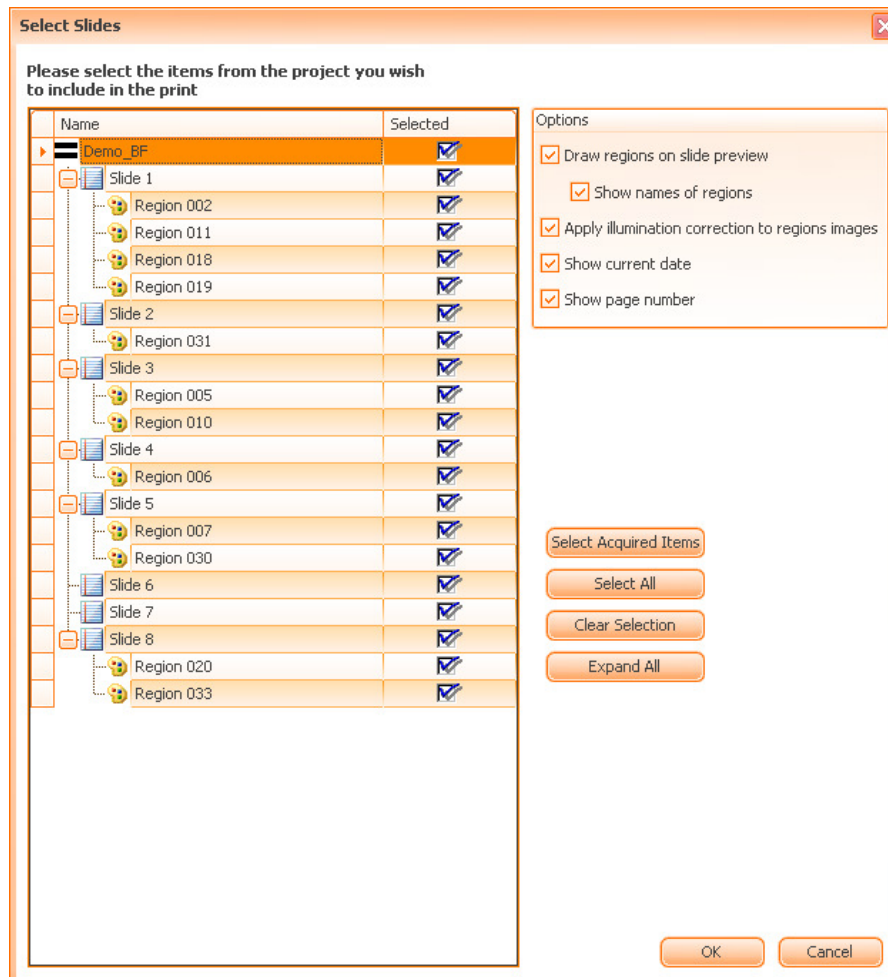 Select Slides
Please select the items from the project you wish
to include in the print
Name Selected
Demo_BF
Slide 1
Region 002
Region 011
Region 018
Region 019
Slide 2
Region 031
Slide 3
Region 005
Region 010
Slide 4
Region 006
Slide 5
Region 007
Region 030
Slide 6
Slide 7
Slide 8
Region 020
Region 033
Options
Draw regions on slide preview
Show names of regions
Apply illumination correction to regions images
Show current date
Show page number
Select Acquired Items
Select All
Clear Selection
Expand All
OK Cancel